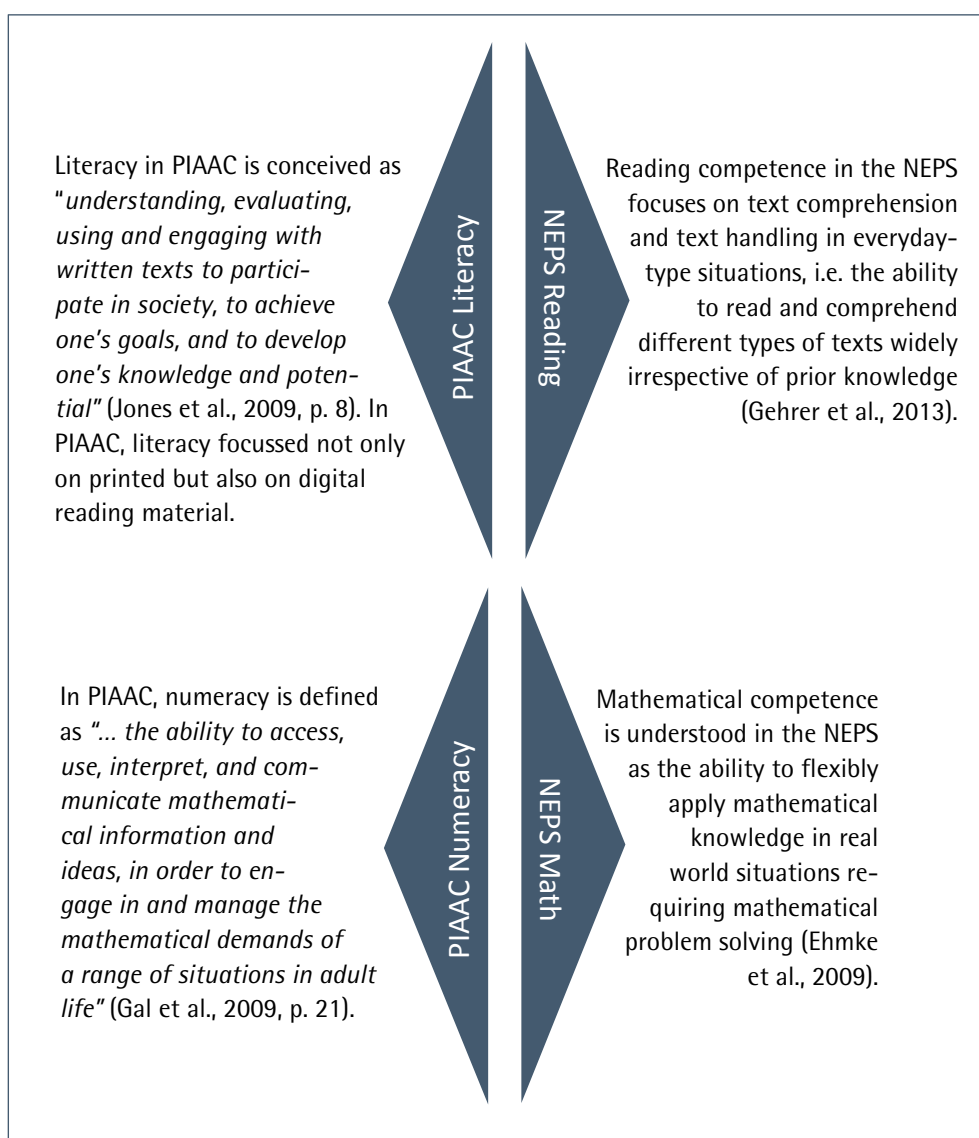 Literacy in PIAAC is conceived as
"understanding, evaluating,
using and engaging with
written texts to partici-
pate in society, to achieve
one's goals, and to develop
one's knowledge and poten-
tial" (Jones et al., 2009, p. 8). In
PIAAC, literacy focussed not only
on printed but also on digital
reading material.
PIAAC Literacy
NEPS Reading
Reading competence in the NEPS
focuses on text comprehension
and text handling in everyday-
type situations, i.e. the ability
to read and comprehend
different types of texts widely
irrespective of prior knowledge
(Gehrer et al., 2013).
In PIAAC, numeracy is defined
as "... the ability to access,
use, interpret, and com-
municate mathemati-
cal information and
ideas, in order to en-
gage in and manage the
mathematical demands of
a range of situations in adult
life" (Gal et al., 2009, p. 21).
PIAAC Numeracy
NEPS Math
Mathematical competence
is understood in the NEPS
as the ability to flexibly
apply mathematical
knowledge in real
world situations re-
quiring mathematical
problem solving (Ehmke
et al., 2009).